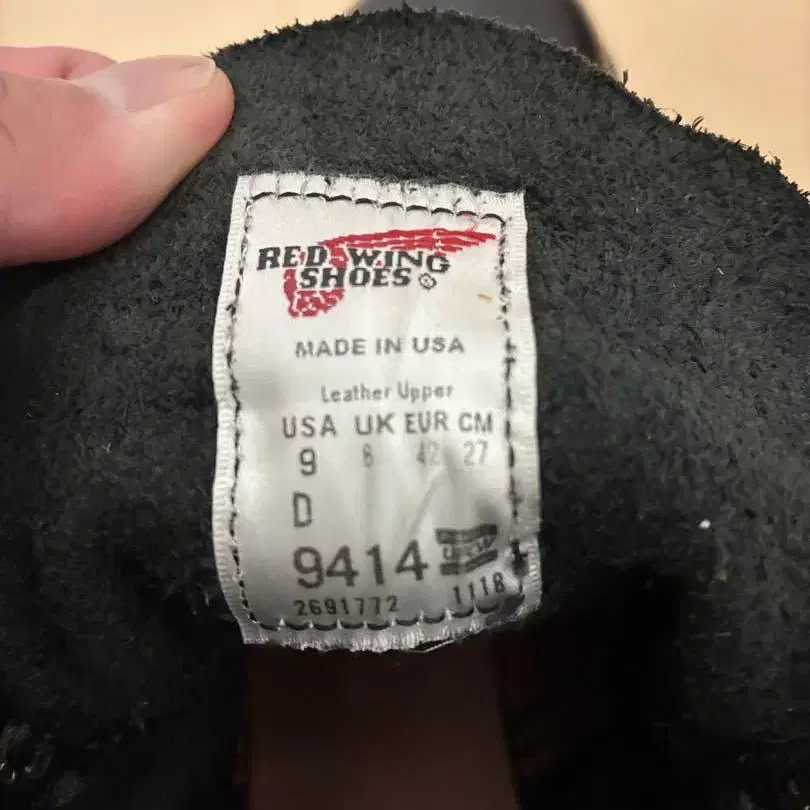 RED WING
SHOES
MADE IN USA
Leather Upper
USA UK EUR CM
9 8 42 27
D
9414
2691772 1118